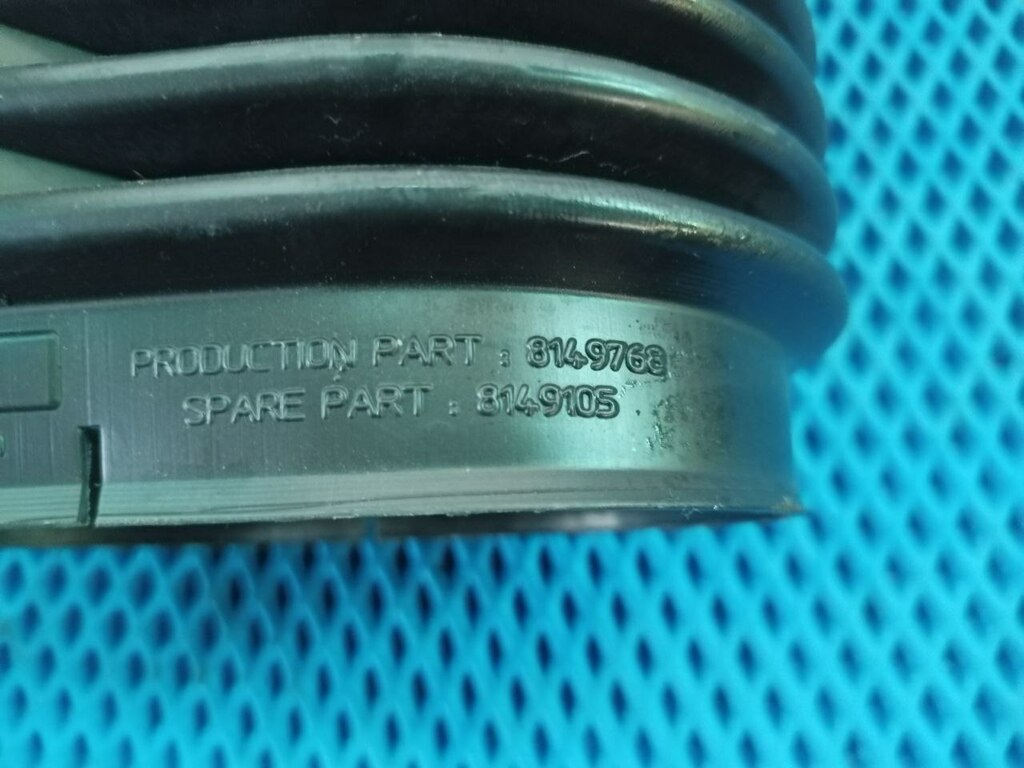 PRODUCTION PART : 8149768
SPARE PART : 8149105